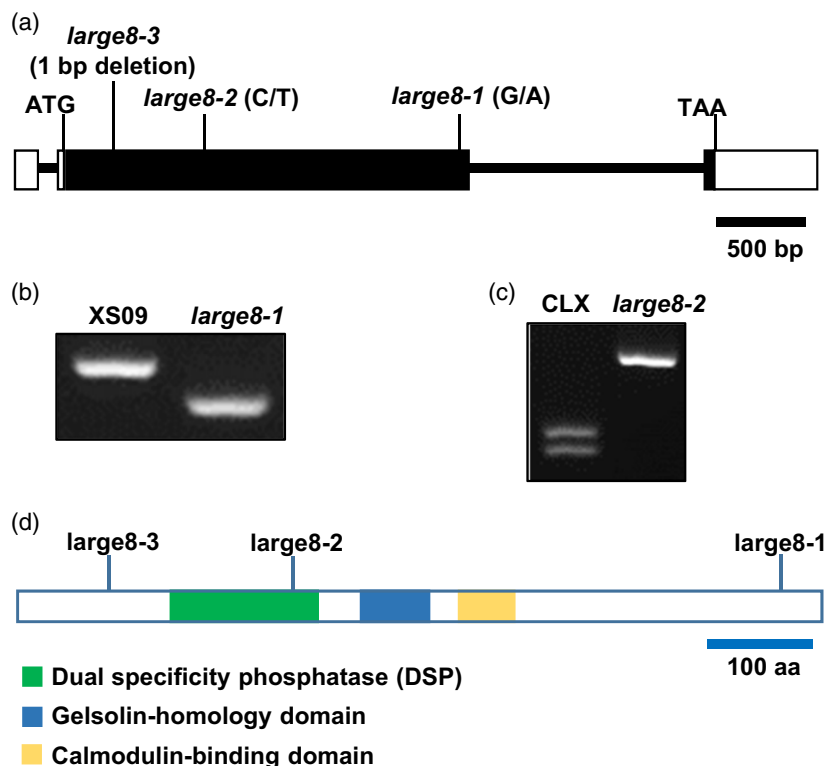 (a)
large8-3
(1 bp deletion)
large8-2 (C/T)
large8-1 (G/A)
ATG
TAA
500 bp
(b)
XS09
large8-1
(c)
CLX
large8-2
(d)
large8-3
large8-2
large8-1
100 aa
Dual specificity phosphatase (DSP)
Gelsolin-homology domain
Calmodulin-binding domain